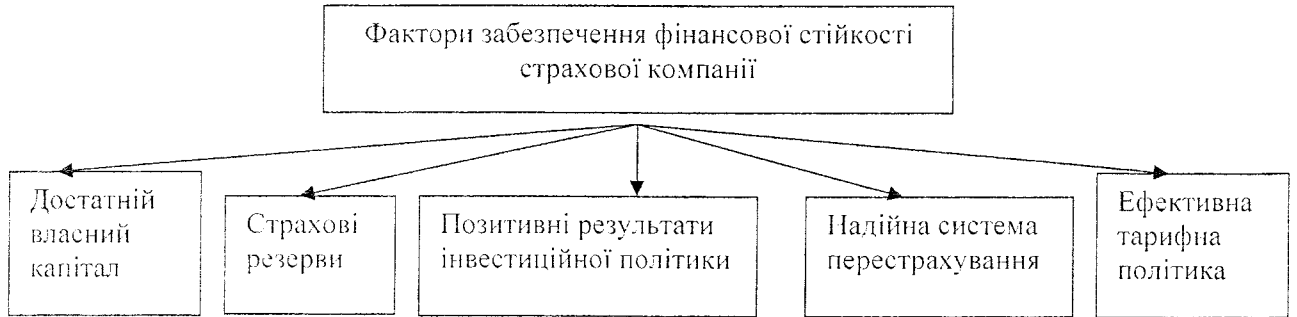 Фактори забезпечення фінансової стійкості
страхової компанії
Достатній
власний
капітал
Страхові
резерви
Позитивні результати
інвестиційної політики
Надійна система
перестрахування
Ефективна
тарифна
політика